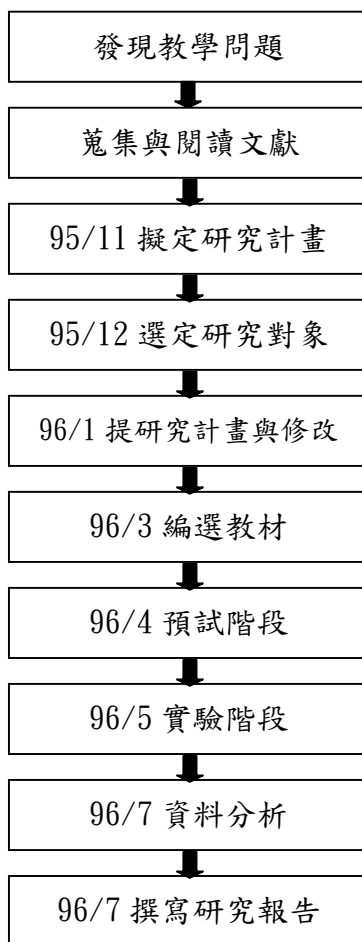 發現教學問題
蒐集與閱讀文獻
95/11 擬定研究計畫
95/12 選定研究對象
96/1 提研究計畫與修改
96/3 編選教材
96/4 預試階段
96/5 實驗階段
96/7 資料分析
96/7 撰寫研究報告